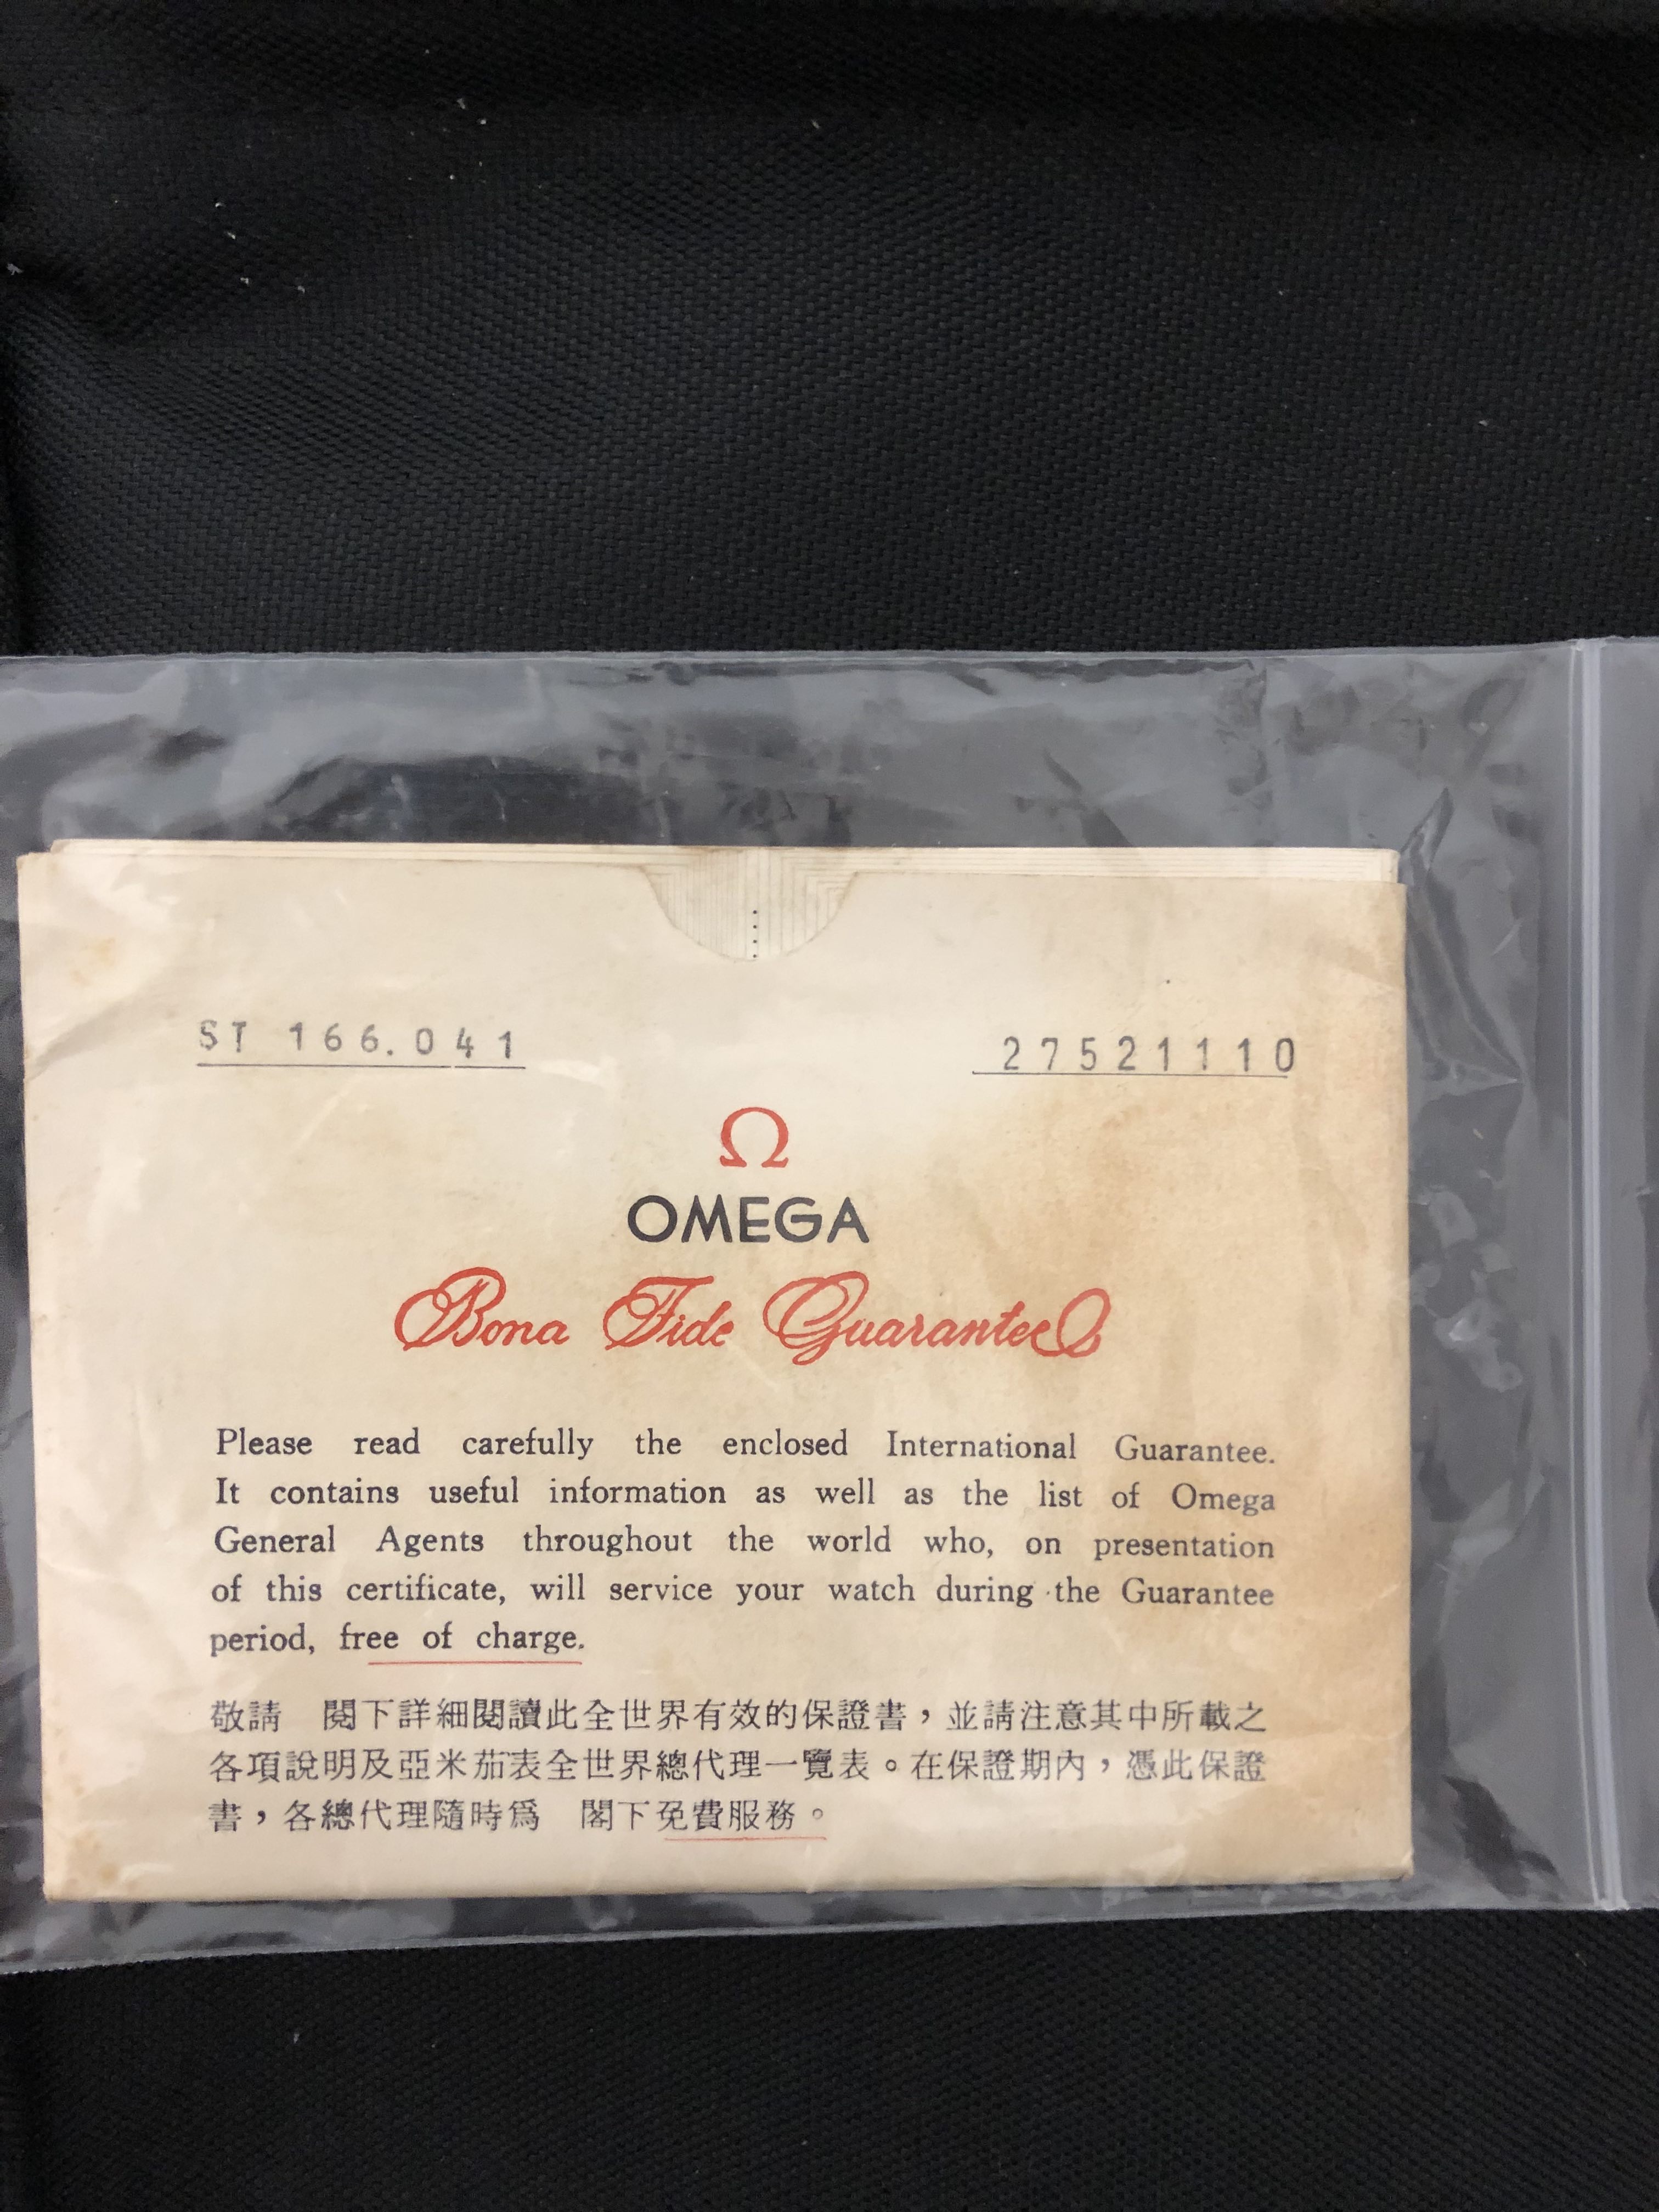 ST 166.041
27521110
Ω
OMEGA
Bona Fide Guarantee
Please read carefully the enclosed International Guarantee.
It contains useful information as well as the list of Omega
General Agents throughout the world who, on presentation
of this certificate, will service your watch during the Guarantee
period, free of charge.
敬請　閱下詳細閱讀此全世界有效的保證書，並請注意其中所載之
各項說明及亞米茄表全世界總代理一覽表。在保證期內，憑此保證
書，各總代理隨時爲　閣下免費服務。